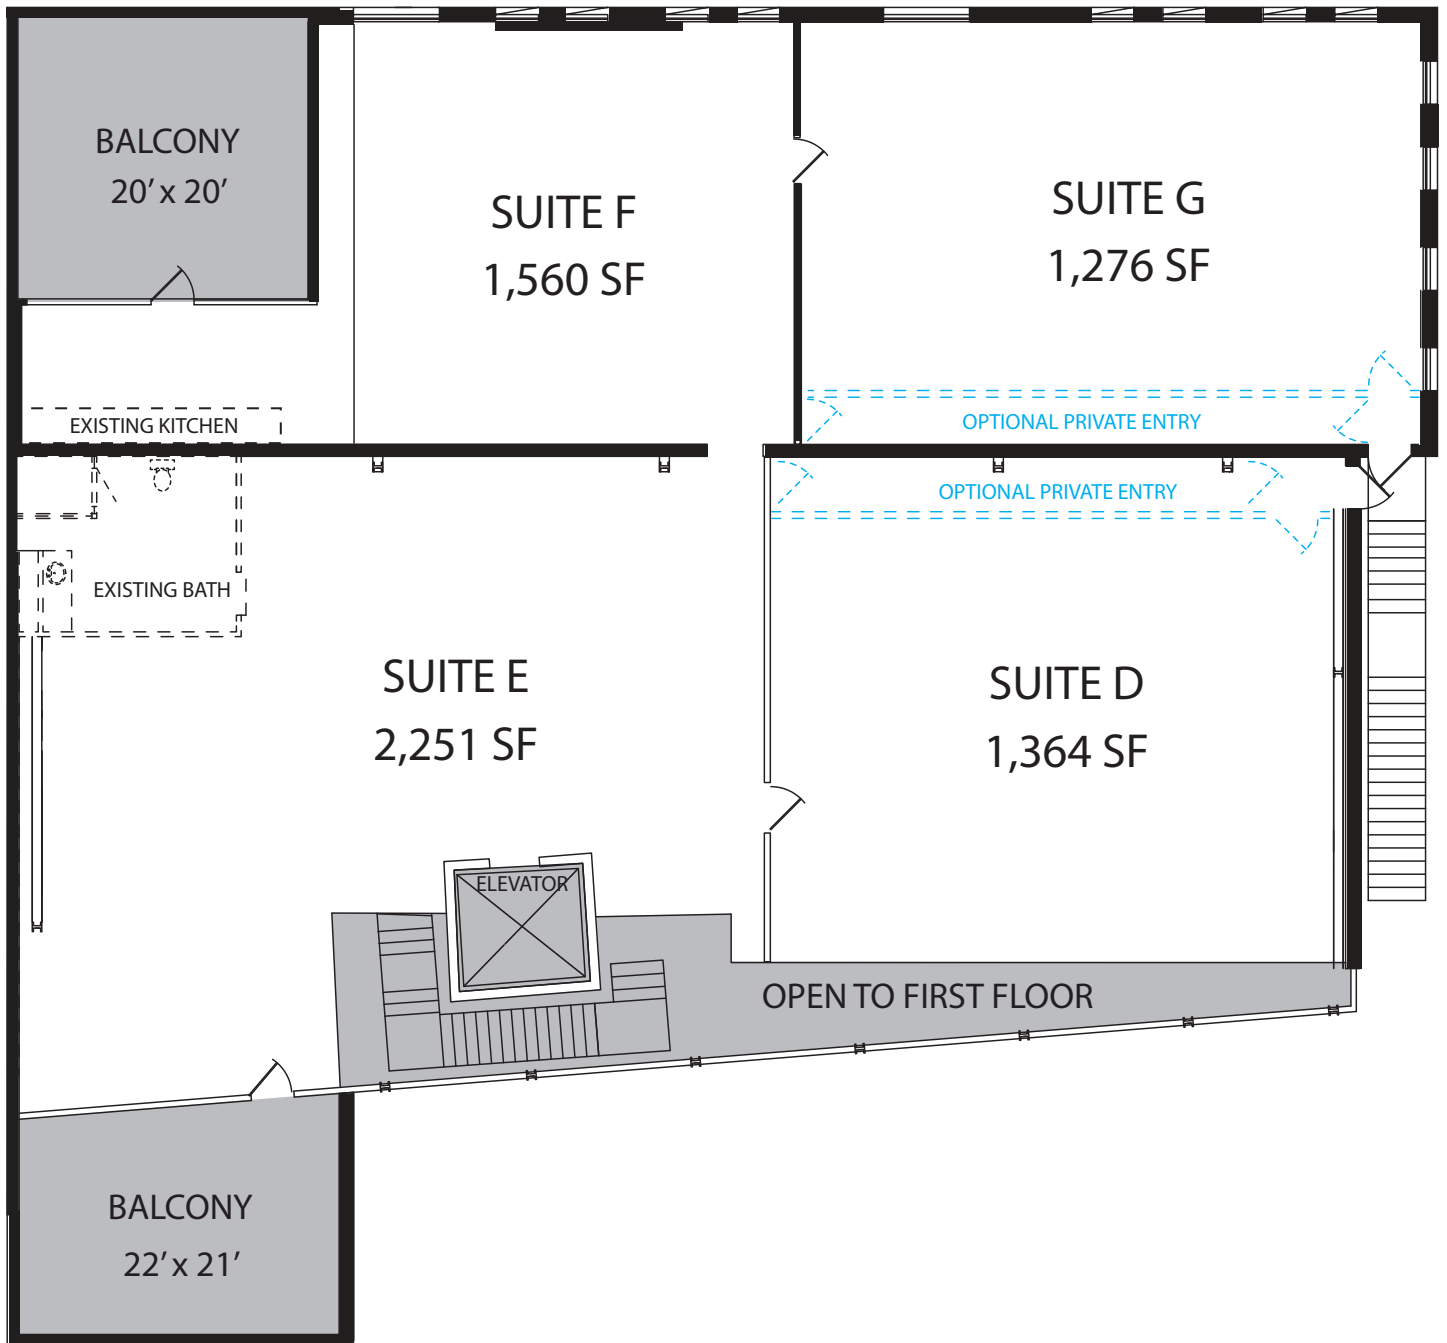 BALCONY
20’ x 20’
SUITE F
1,560 SF
SUITE G
1,276 SF
EXISTING KITCHEN
OPTIONAL PRIVATE ENTRY
OPTIONAL PRIVATE ENTRY
EXISTING BATH
SUITE E
2,251 SF
SUITE D
1,364 SF
ELEVATOR
OPEN TO FIRST FLOOR
BALCONY
22’ x 21’